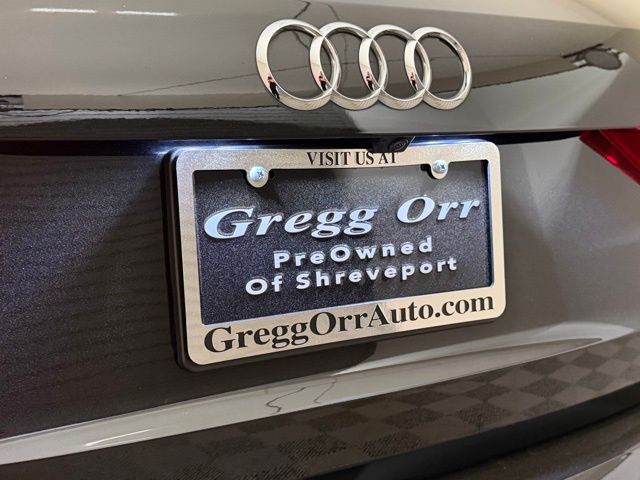 VISIT US AT
Gregg Orr
PreOwned
Of Shreveport
GreggOrrAuto.com